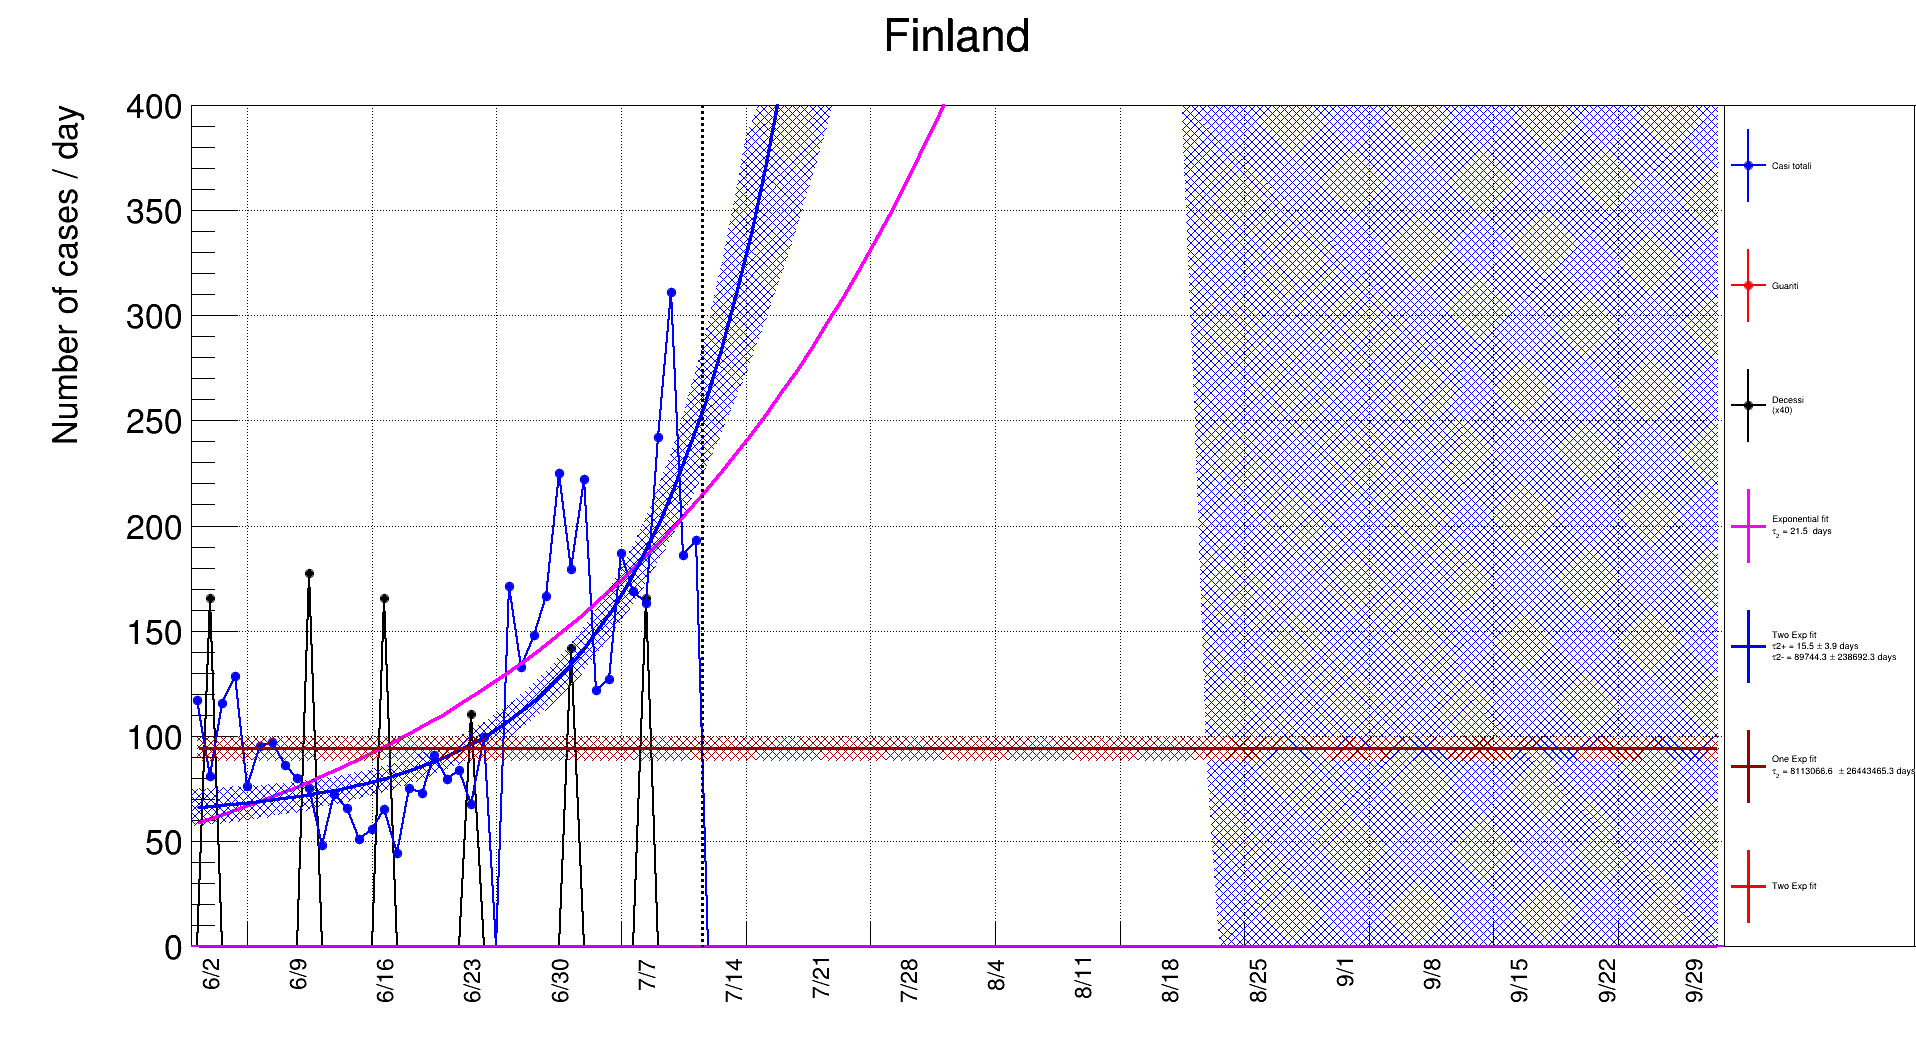 Finland
Number of cases / day
400
350
300
250
200
150
100
50
0
6/2
6/9
6/16
6/23
6/30
7/7
7/14
7/21
7/28
8/4
8/11
8/18
8/25
9/1
9/8
9/15
9/22
9/29
Casi totali
Guariti
Decessi
(x40)
Exponential fit
τ2 = 21.5 days
Two Exp fit
τ2+ = 15.5 ± 3.9 days
τ2- = 89744.3 ± 238692.3 days
One Exp fit
τ2 = 8113066.6 ± 26443465.3 days
Two Exp fit